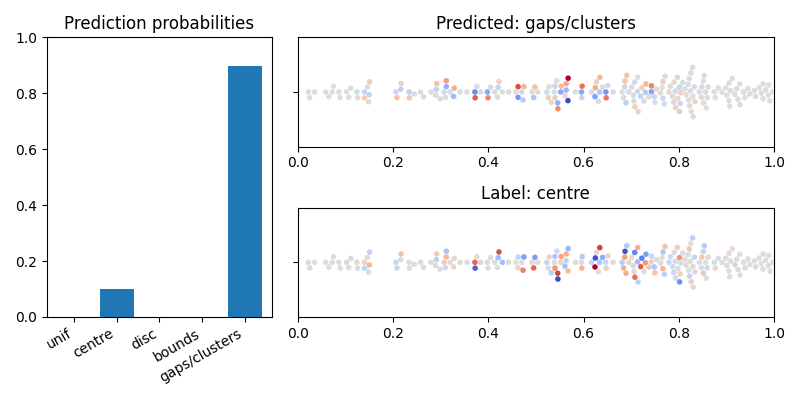 Prediction probabilities
1.0
0.8
0.6
0.4
0.2
0.0
unif
centre
disc
bounds
gaps/clusters
Predicted: gaps/clusters
0.0 0.2 0.4 0.6 0.8 1.0
Label: centre
0.0 0.2 0.4 0.6 0.8 1.0